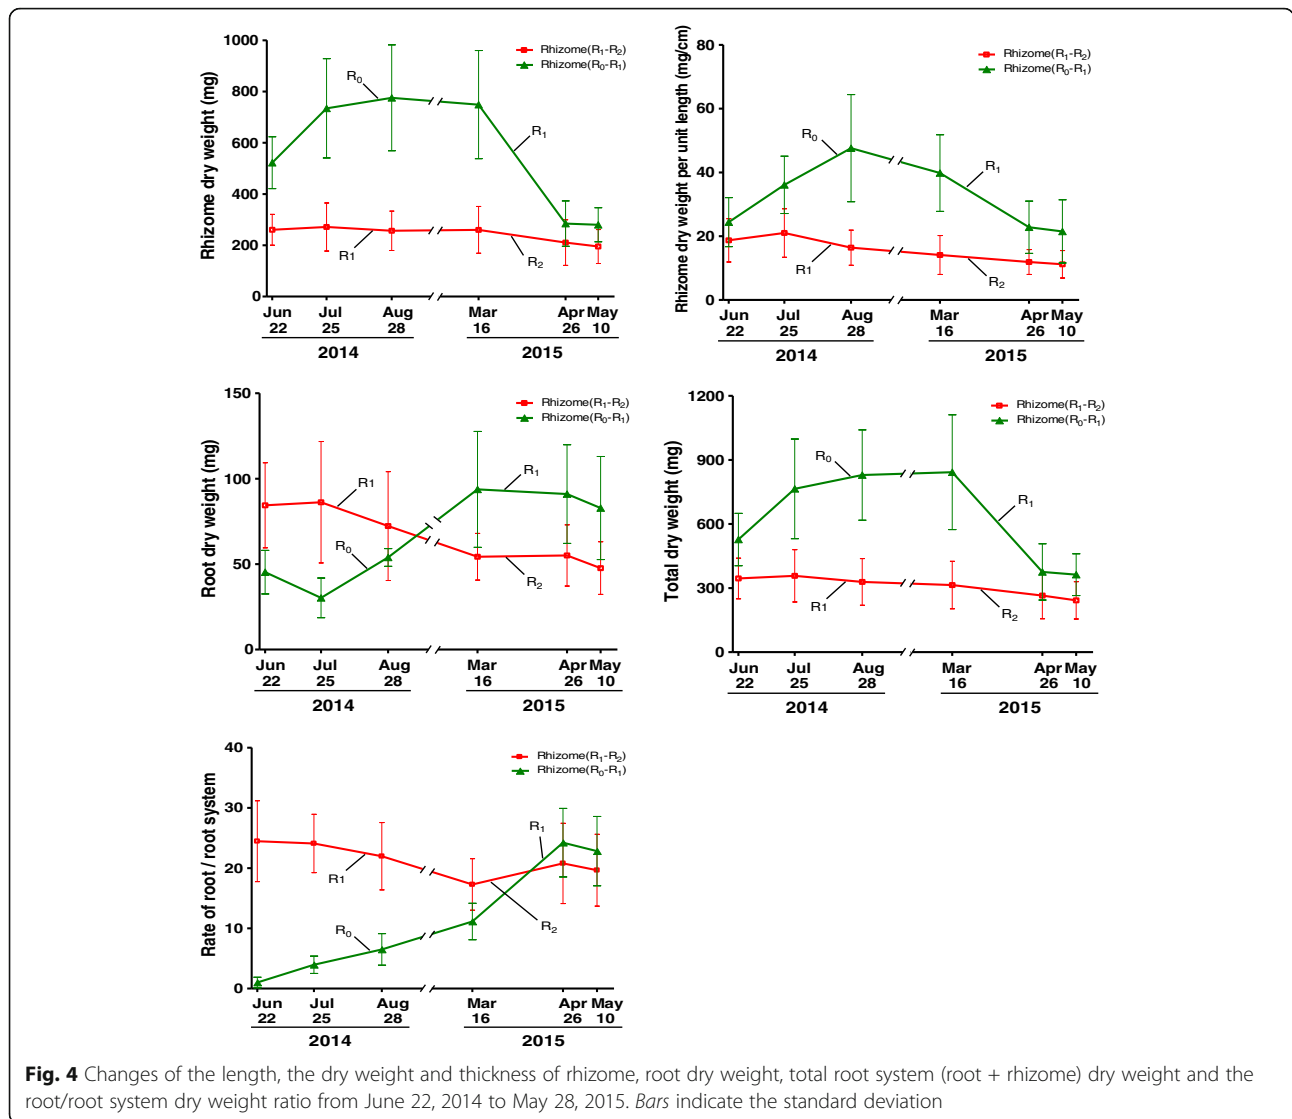 Rhizome dry weight (mg)
1000
800
600
400
200
0
Rhizome(R₁-R₂)
Rhizome(R₀-R₁)
R₀
R₁
R1
R₂
Jun Jul Aug Mar Apr May
22 25 28 16 26 10
2014 2015
Rhizome dry weight per unit length (mg/cm)
80
60
40
20
0
Rhizome(R₁-R₂)
Rhizome(R₀-R₁)
R₀
R₁
R1
R₂
Jun Jul Aug Mar Apr May
22 25 28 16 26 10
2014 2015
Root dry weight (mg)
150
100
50
0
Rhizome(R₁-R₂)
Rhizome(R₀-R₁)
R1
R₁
R₀
R₂
Jun Jul Aug Mar Apr May
22 25 28 16 26 10
2014 2015
Total dry weight (mg)
1200
900
600
300
0
Rhizome(R₁-R₂)
Rhizome(R₀-R₁)
R₀
R₁
R1
R₂
Jun Jul Aug Mar Apr May
22 25 28 16 26 10
2014 2015
Rate of root / root system
40
30
20
10
0
Rhizome(R₁-R₂)
Rhizome(R₀-R₁)
R₁
R1
R₀
R₂
Jun Jul Aug Mar Apr May
22 25 28 16 26 10
2014 2015
Fig. 4 Changes of the length, the dry weight and thickness of rhizome, root dry weight, total root system (root + rhizome) dry weight and the
root/root system dry weight ratio from June 22, 2014 to May 28, 2015. Bars indicate the standard deviation